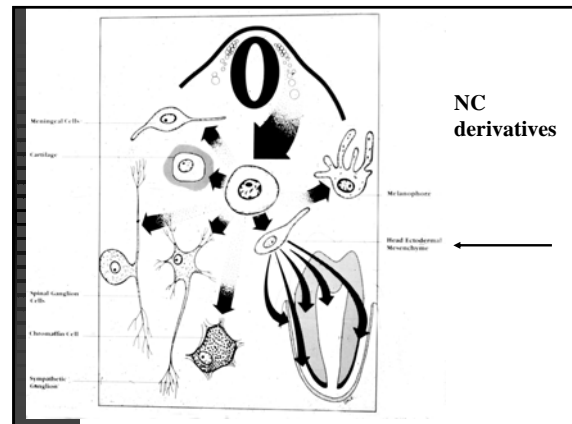 NC
derivatives
Meningeal Cells
Cartilage
Melanophore
Head Ectodermal
Mesenchyme
Spinal Ganglion
Cells
Chromaffin Cell
Sympathetic
Ganglion